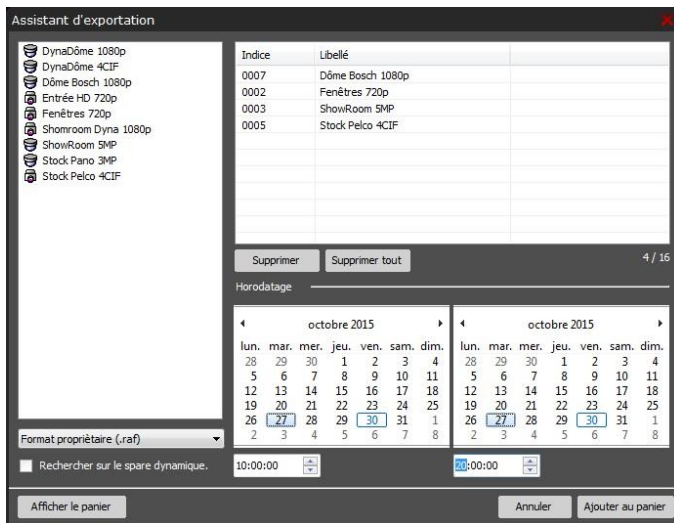 Assistant d'exportation
DynaDôme 1080p
DynaDôme 4CIF
Dôme Bosch 1080p
Entrée HD 720p
Fenêtres 720p
Shomroom Dyna 1080p
ShowRoom 5MP
Stock Pano 3MP
Stock Pelco 4CIF
Format propriètaire (.raf)
Rechercher sur le spare dynamique.
Indice Libellé
0007 Dôme Bosch 1080p
0002 Fenêtres 720p
0003 ShowRoom 5MP
0005 Stock Pelco 4CIF
Supprimer Supprimer tout 4 / 16
Horodatage
octobre 2015
lun. mar. mer. jeu. ven. sam. dim.
28 29 30 1 2 3 4
5 6 7 8 9 10 11
12 13 14 15 16 17 18
19 20 21 22 23 24 25
26 27 28 29 30 31 1
2 3 4 5 6 7 8
10:00:00
octobre 2015
lun. mar. mer. jeu. ven. sam. dim.
28 29 30 1 2 3 4
5 6 7 8 9 10 11
12 13 14 15 16 17 18
19 20 21 22 23 24 25
26 27 28 29 30 31 1
2 3 4 5 6 7 8
20:00:00
Afficher le panier Annuler Ajouter au panier